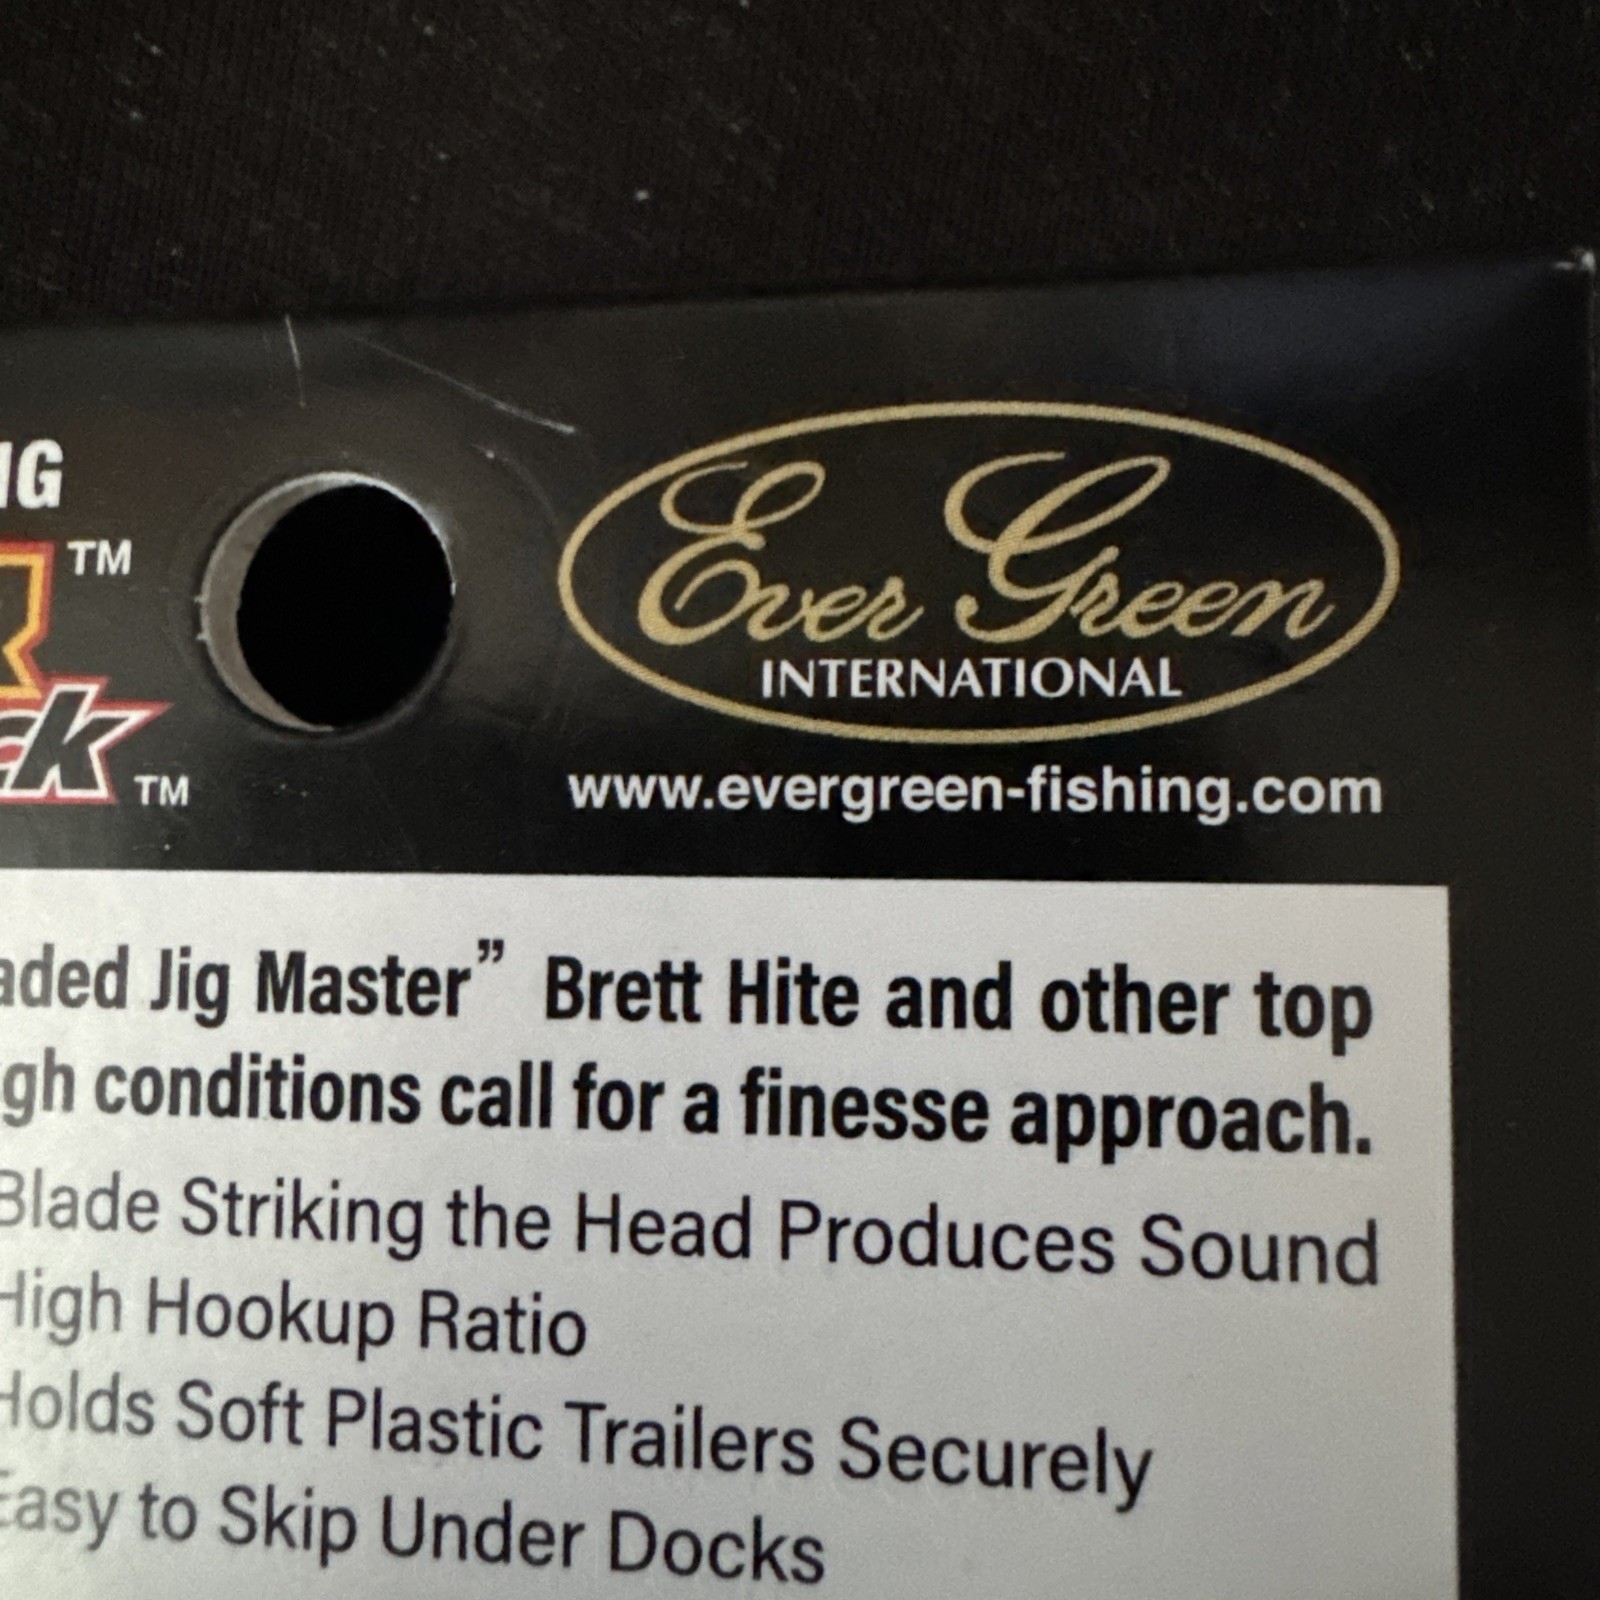 IG
TM
ck TM
Ever Green
INTERNATIONAL
www.evergreen-fishing.com
aded Jig Master” Brett Hite and other top
gh conditions call for a finesse approach.
Blade Striking the Head Produces Sound
High Hookup Ratio
Holds Soft Plastic Trailers Securely
Easy to Skip Under Docks